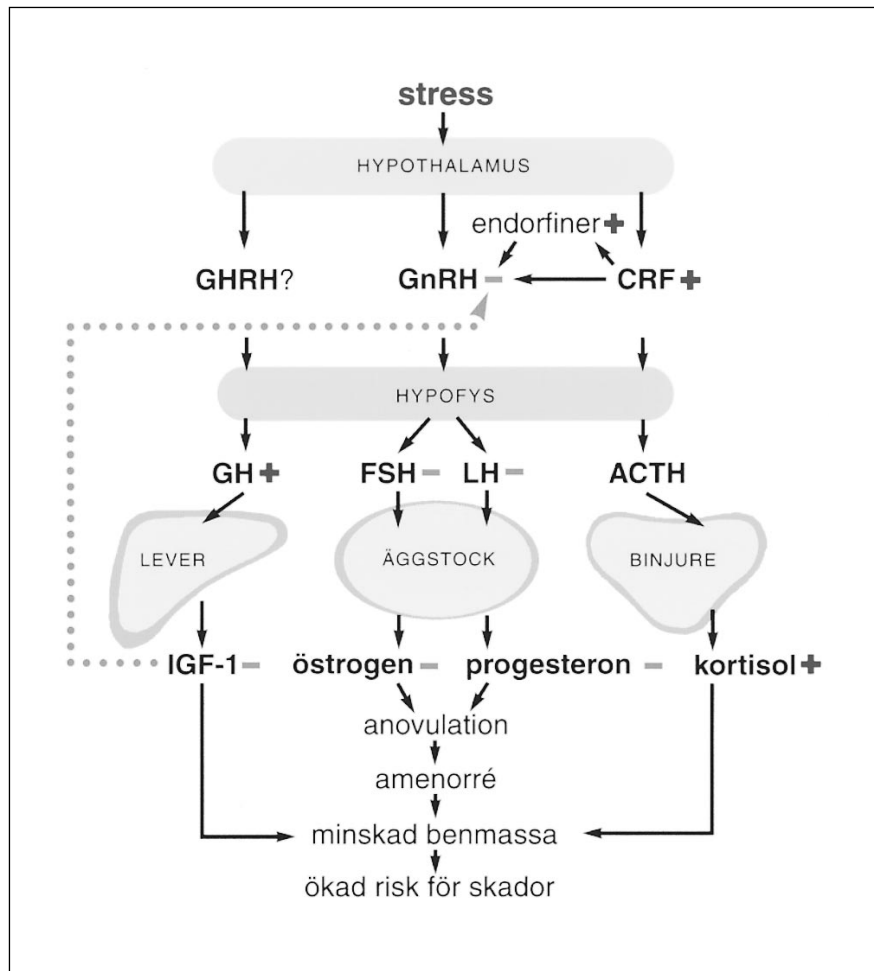 stress
HYPOTHALAMUS
endorfiner +
GHRH? GnRH – CRF +
HYPOFYS
GH + FSH – LH – ACTH
LEVER ÄGGSTOCK BINJURE
IGF-1 – östrogen – progesteron – kortisol +
anovulation
amenorré
minskad benmassa
ökad risk för skador